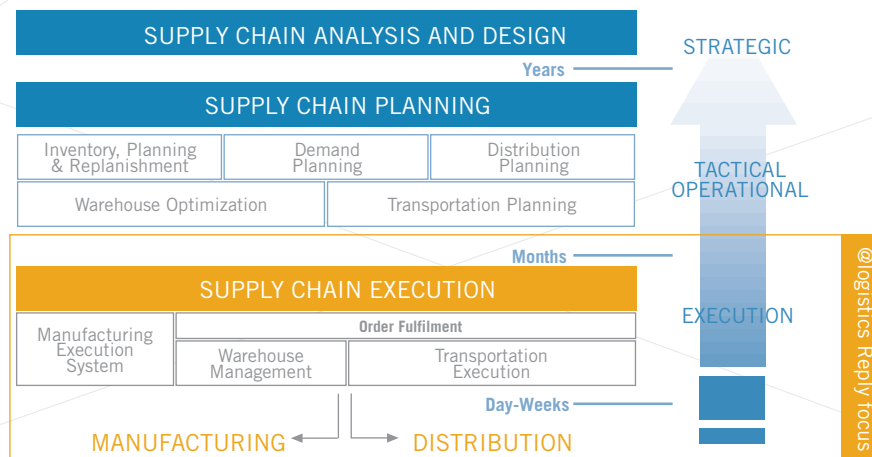 SUPPLY CHAIN ANALYSIS AND DESIGN
STRATEGIC
Years
SUPPLY CHAIN PLANNING
Inventory, Planning
& Replanishment
Demand
Planning
Distribution
Planning
TACTICAL
OPERATIONAL
Warehouse Optimization
Transportation Planning
Months
SUPPLY CHAIN EXECUTION
EXECUTION
Manufacturing
Execution
System
Order Fulfilment
Warehouse
Management
Transportation
Execution
Day-Weeks
MANUFACTURING
DISTRIBUTION
@logistics Reply focus